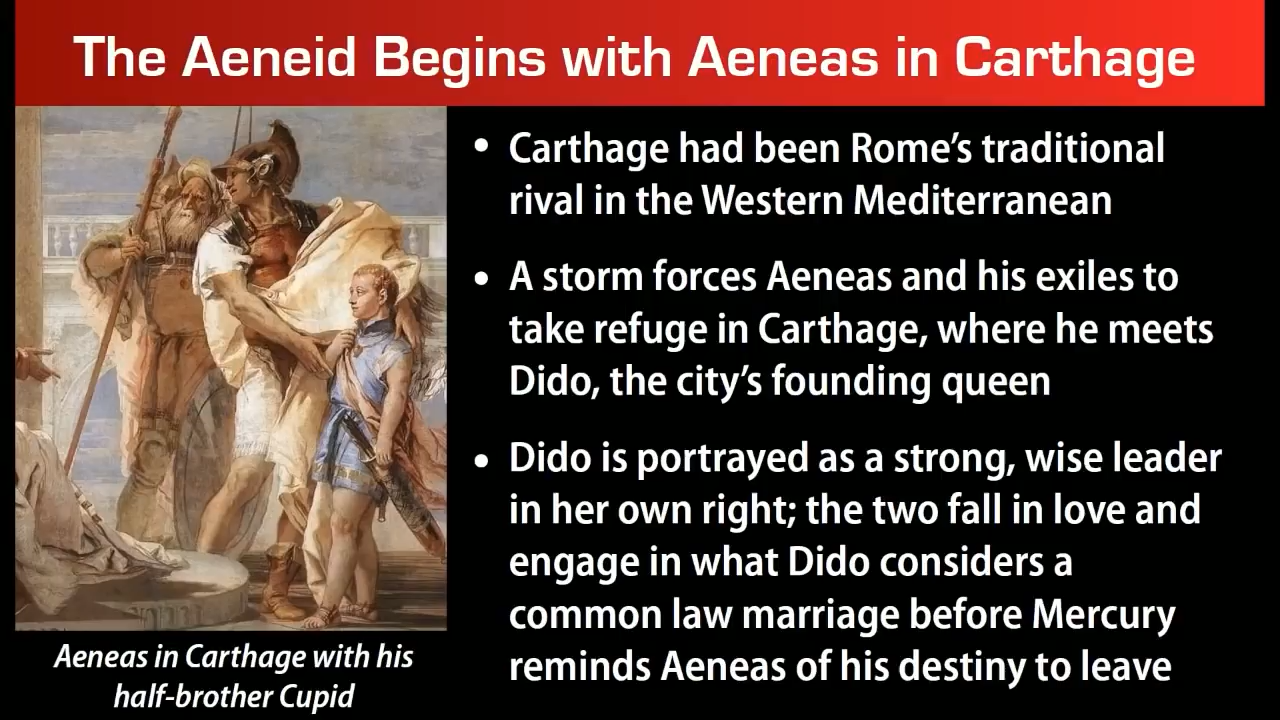 The Aeneid Begins with Aeneas in Carthage
• Carthage had been Rome's traditional
rival in the Western Mediterranean
• A storm forces Aeneas and his exiles to
take refuge in Carthage, where he meets
Dido, the city's founding queen
• Dido is portrayed as a strong, wise leader
in her own right; the two fall in love and
engage in what Dido considers a
common law marriage before Mercury
reminds Aeneas of his destiny to leave
Aeneas in Carthage with his
half-brother Cupid